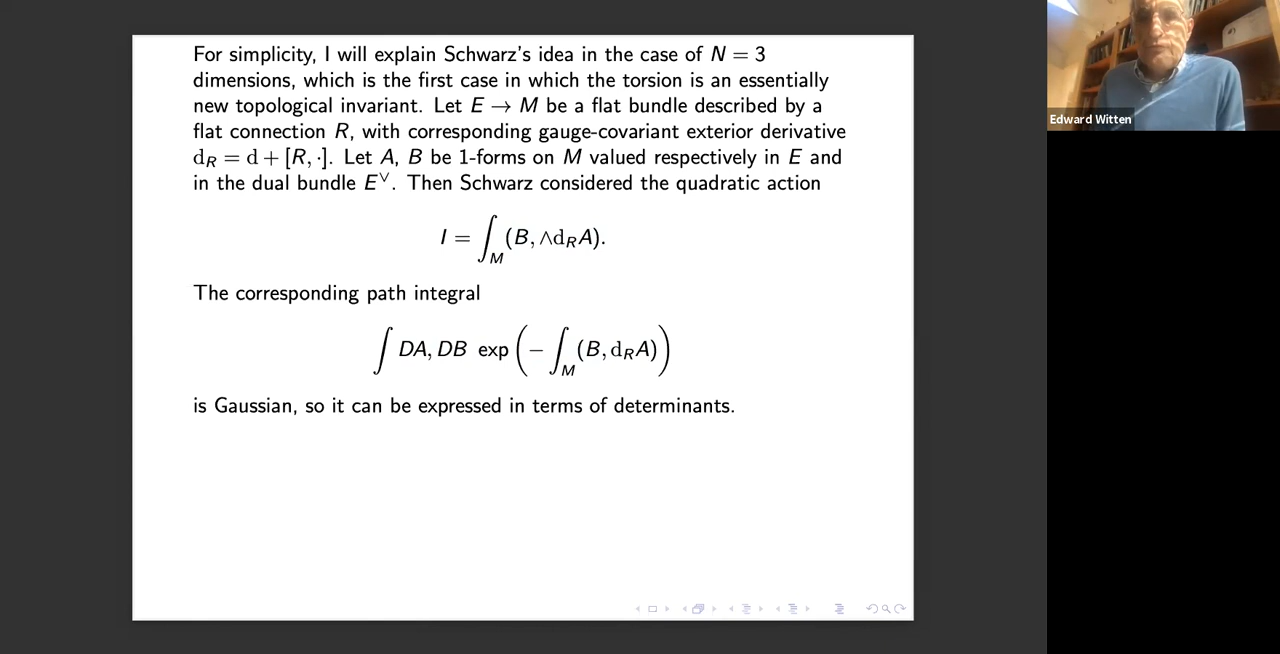 For simplicity, I will explain Schwarz's idea in the case of N = 3
dimensions, which is the first case in which the torsion is an essentially
new topological invariant. Let E → M be a flat bundle described by a
flat connection R, with corresponding gauge-covariant exterior derivative
d_R = d + [R, ·]. Let A, B be 1-forms on M valued respectively in E and
in the dual bundle E^∨. Then Schwarz considered the quadratic action
I = ∫_M (B, ∧d_R A).
The corresponding path integral
∫ DA, DB exp(−∫_M (B, d_R A))
is Gaussian, so it can be expressed in terms of determinants.
Edward Witten